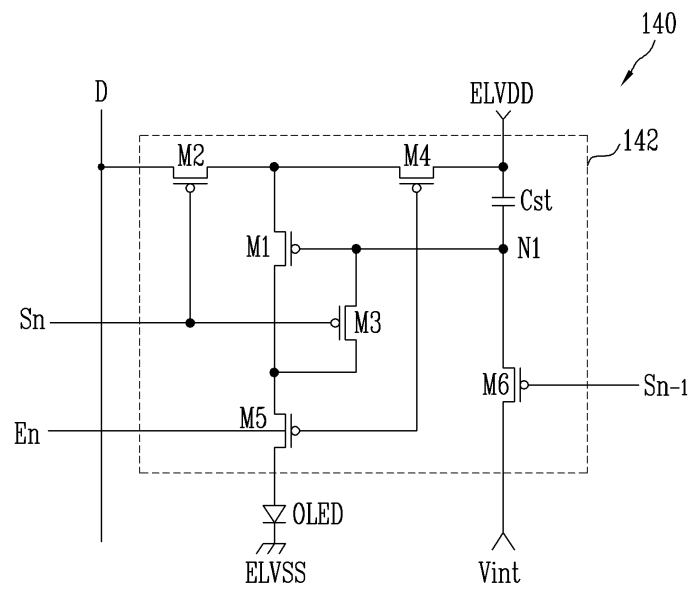 140
D
ELVDD
142
M2
M4
Cst
M1
N1
Sn
M3
M6
Sn-1
M5
En
OLED
ELVSS
Vint